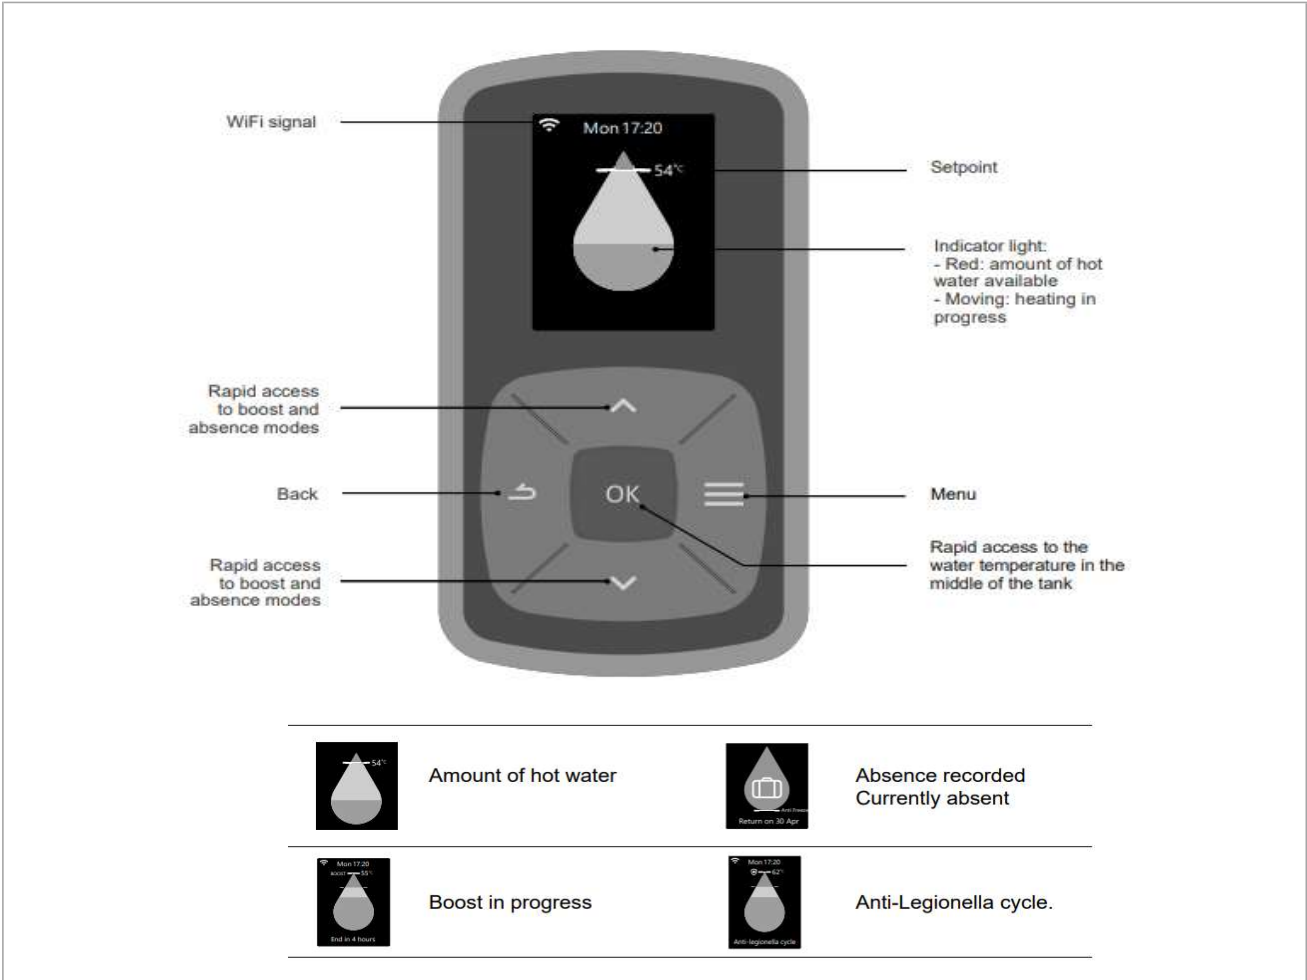 WiFi signal
Mon 17:20
54°C
Setpoint
Indicator light:
- Red: amount of hot
water available
- Moving: heating in
progress
Rapid access
to boost and
absence modes
Back
OK
Menu
Rapid access
to boost and
absence modes
Rapid access to the
water temperature in the
middle of the tank
54°C
Amount of hot water
Anti Freeze
Return on 30 Apr
Absence recorded
Currently absent
Mon 17:20
BOOST 55°C
End in 4 hours
Boost in progress
Mon 17:20
62°C
Anti-legionella cycle
Anti-Legionella cycle.